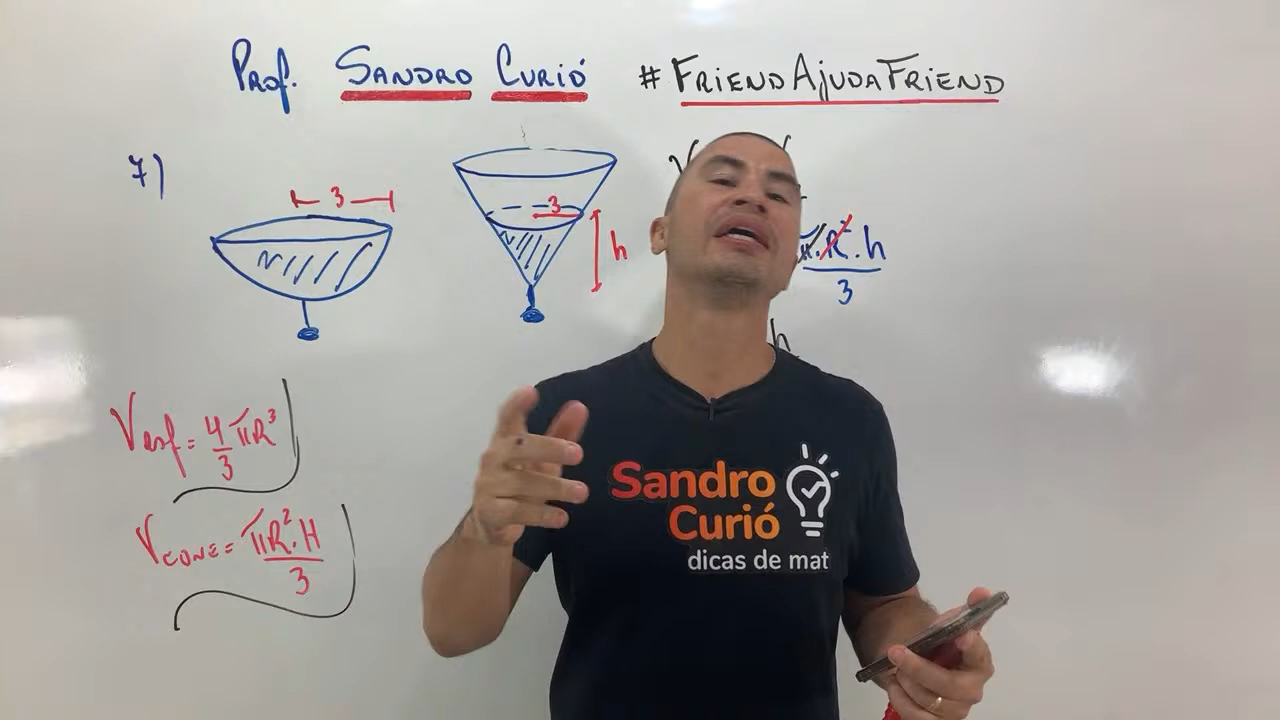 Prof. SANDRO CURIÓ #FRIENDAJUDAFRIEND
7)
3
3
h
π.R².h
3
h
Vesf = 4/3 πR³
VCONE = πR².H
3
Sandro
Curió
dicas de mat